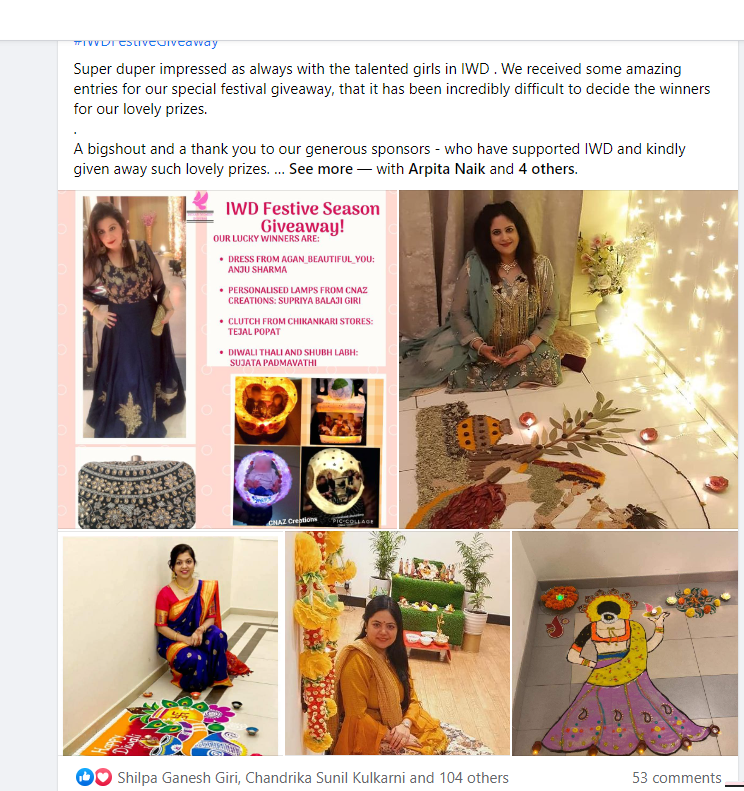 #IWDFestiveGiveaway
Super duper impressed as always with the talented girls in IWD . We received some amazing
entries for our special festival giveaway, that it has been incredibly difficult to decide the winners
for our lovely prizes.
.
A bigshout and a thank you to our generous sponsors - who have supported IWD and kindly
given away such lovely prizes. ... See more — with Arpita Naik and 4 others.
IWD Festive Season
Giveaway!
OUR LUCKY WINNERS ARE:
• DRESS FROM AGAN_BEAUTIFUL_YOU:
ANJU SHARMA
• PERSONALISED LAMPS FROM CNAZ
CREATIONS: SUPRIYA BALAJI GIRI
• CLUTCH FROM CHIKANKARI STORES:
TEJAL POPAT
• DIWALI THALI AND SHUBH LABH:
SUJATA PADMAVATHI
CNAZ Creations
PIC•COLLAGE
Happy
Diwali
Shilpa Ganesh Giri, Chandrika Sunil Kulkarni and 104 others
53 comments